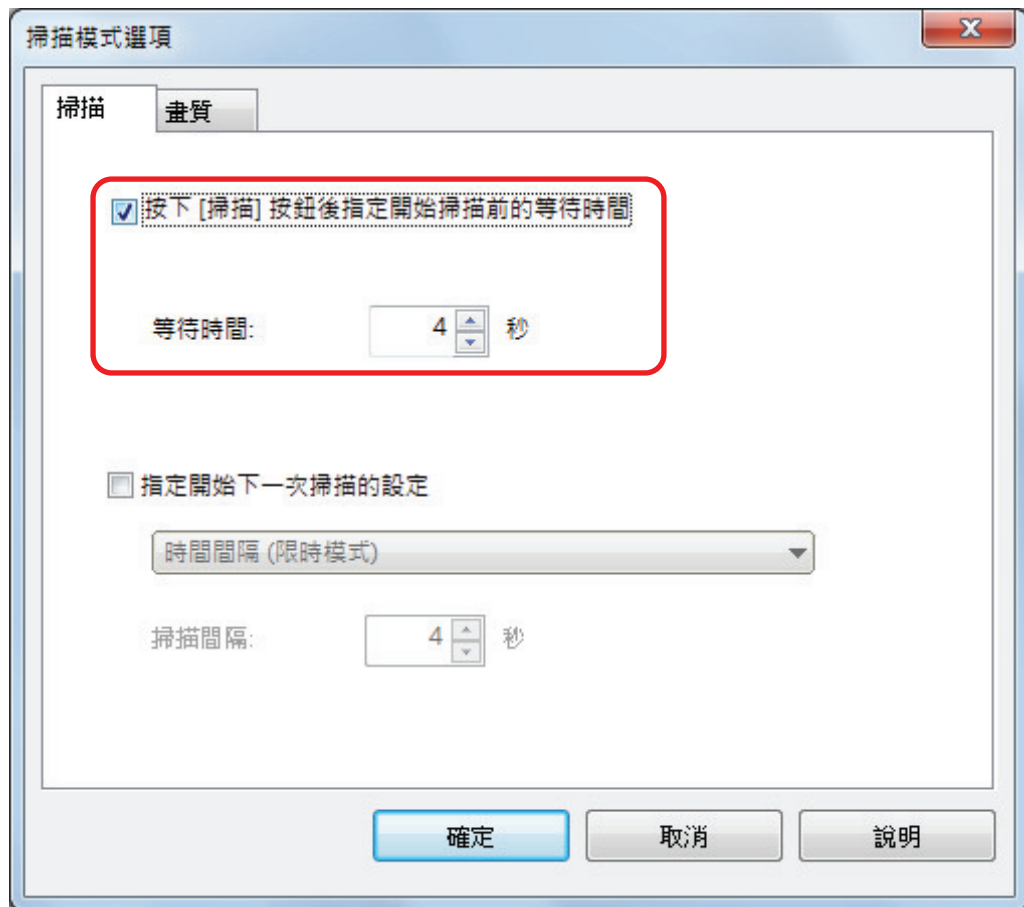 掃描模式選項
掃描 畫質
按下 [掃描] 按鈕後指定開始掃描前的等待時間
等待時間: 4 秒
指定開始下一次掃描的設定
時間間隔 (限時模式)
掃描間隔: 4 秒
確定 取消 說明